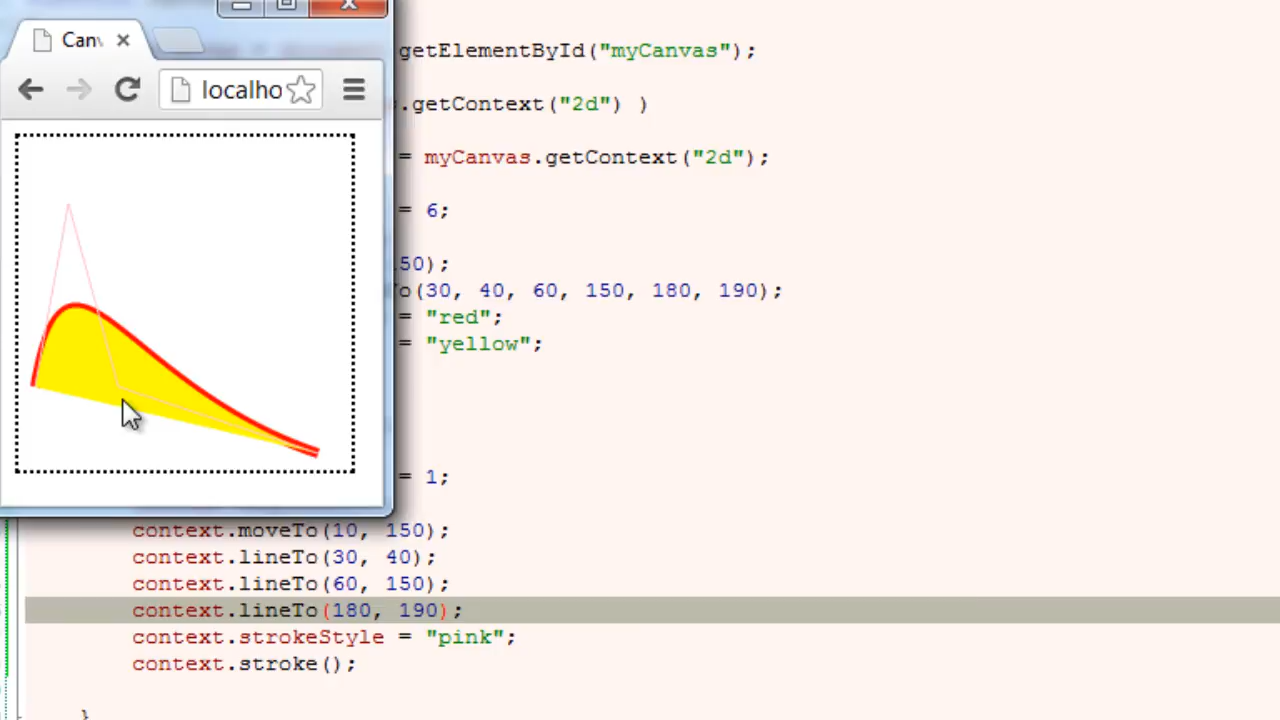 Canv
localho
getElementById("myCanvas");
.getContext("2d") )
= myCanvas.getContext("2d");
= 6;
150);
(30, 40, 60, 150, 180, 190);
= "red";
= "yellow";
= 1;
context.moveTo(10, 150);
context.lineTo(30, 40);
context.lineTo(60, 150);
context.lineTo(180, 190);
context.strokeStyle = "pink";
context.stroke();
}